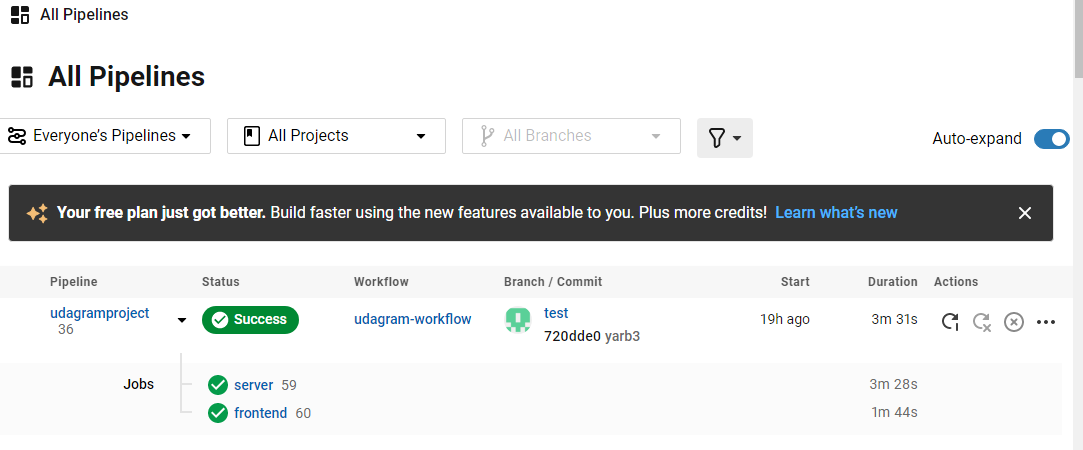 All Pipelines
All Pipelines
Everyone's Pipelines All Projects All Branches Auto-expand
Your free plan just got better. Build faster using the new features available to you. Plus more credits! Learn what's new
Pipeline Status Workflow Branch / Commit Start Duration Actions
udagramproject Success udagram-workflow test 19h ago 3m 31s
36 720dde0 yarb3
Jobs server 59 3m 28s
frontend 60 1m 44s